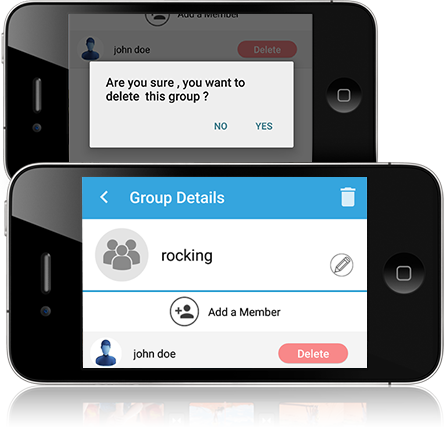 Add a Member
john doe Delete
Are you sure , you want to
delete  this group ?
NO YES
Group Details
rocking
Add a Member
john doe Delete